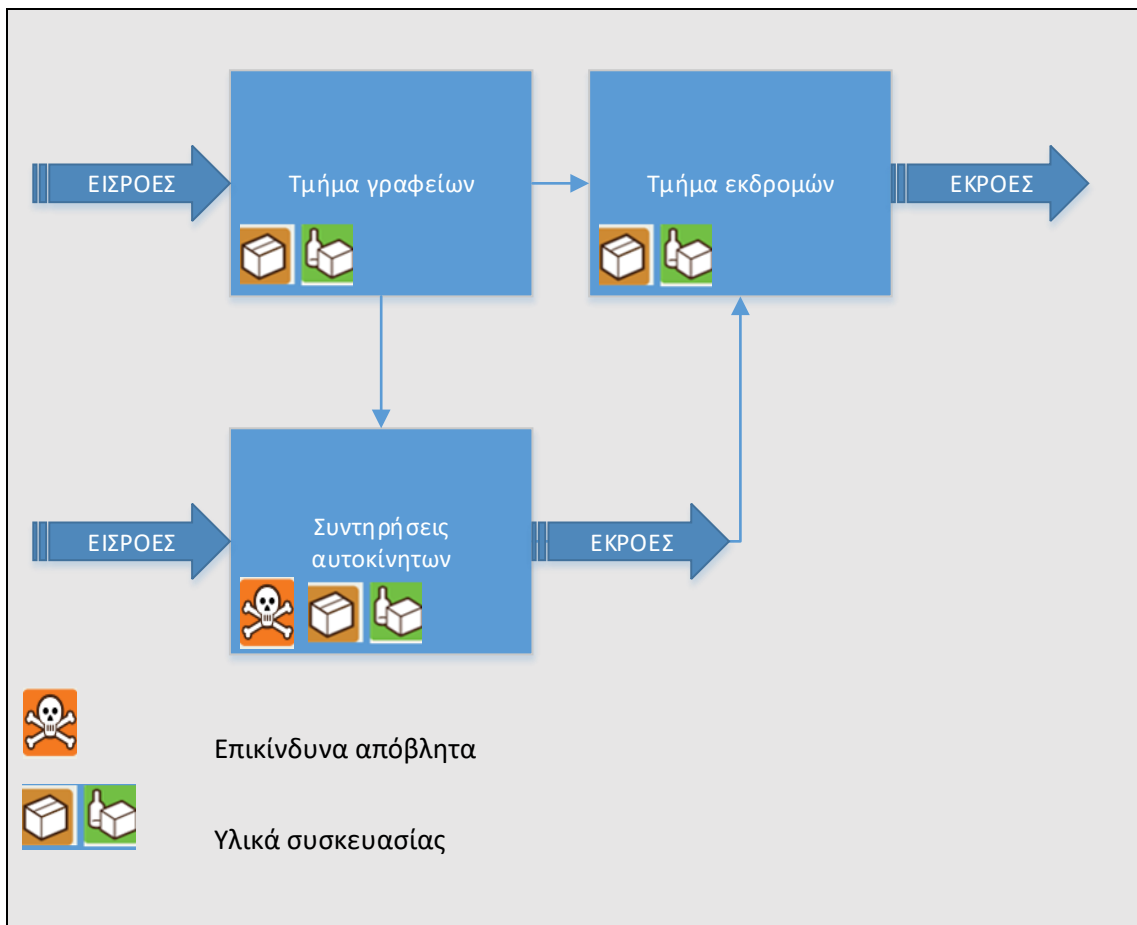 ΕΙΣΡΟΕΣ
Τμήμα γραφείων
Τμήμα εκδρομών
ΕΚΡΟΕΣ
ΕΙΣΡΟΕΣ
Συντηρήσεις
αυτοκίνητων
ΕΚΡΟΕΣ
Επικίνδυνα απόβλητα
Υλικά συσκευασίας